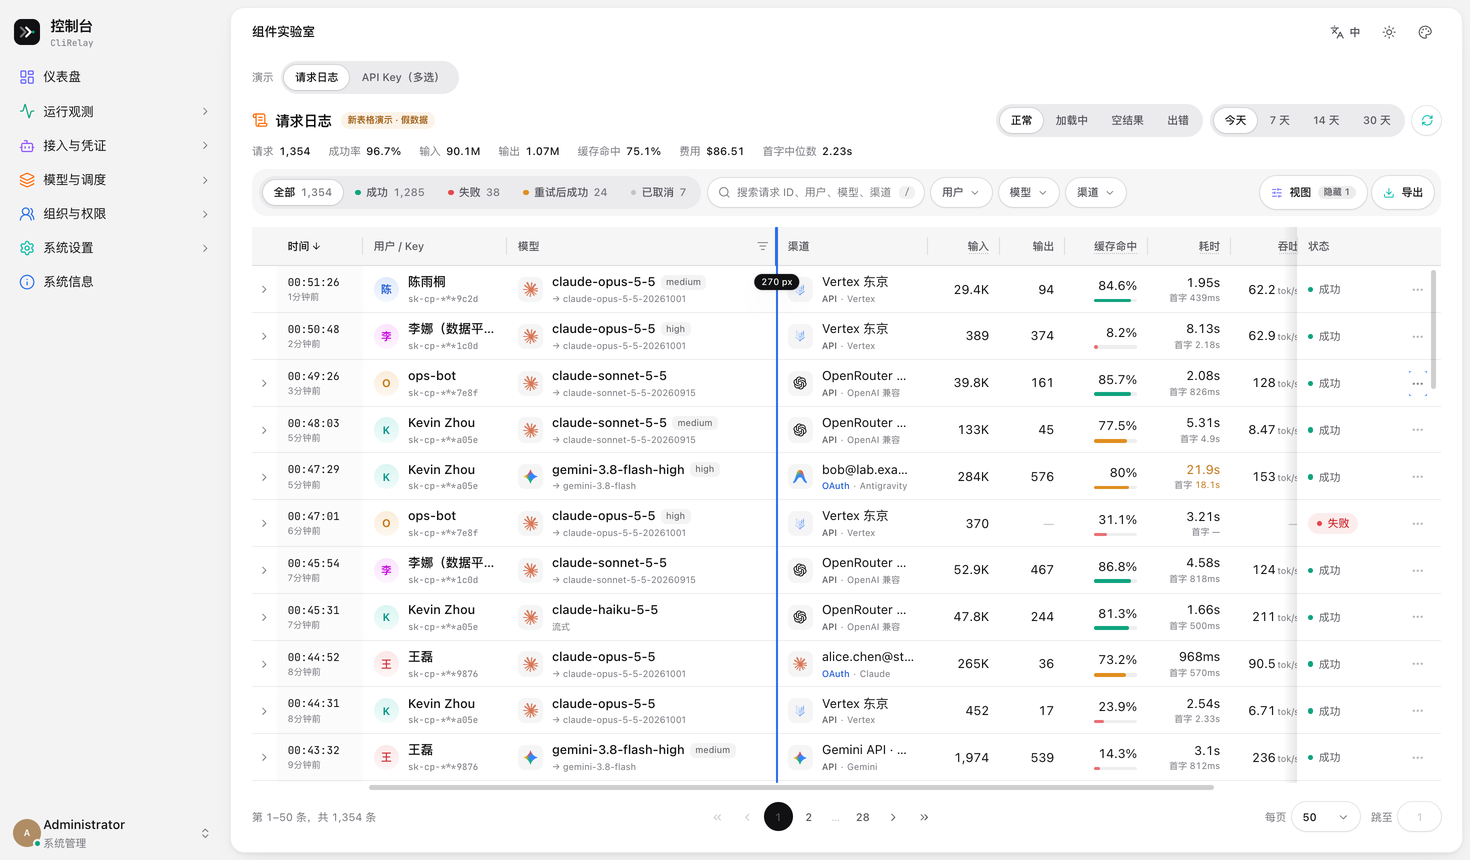 控制台
CliRelay
仪表盘
运行观测
接入与凭证
模型与调度
组织与权限
系统设置
系统信息
A
Administrator
系统管理
组件实验室
中
演示 请求日志 API Key（多选）
请求日志 新表格演示 · 假数据
正常 加载中 空结果 出错 今天 7 天 14 天 30 天
请求 1,354 成功率 96.7% 输入 90.1M 输出 1.07M 缓存命中 75.1% 费用 $86.51 首字中位数 2.23s
全部 1,354 成功 1,285 失败 38 重试后成功 24 已取消 7 搜索请求 ID、用户、模型、渠道 / 用户 模型 渠道 视图 隐藏 1 导出
时间 ↓ 用户 / Key 模型 渠道 输入 输出 缓存命中 耗时 吞吐 状态
270 px
00:51:26 陈 陈雨桐 claude-opus-5-5 medium Vertex 东京 29.4K 94 84.6% 1.95s 62.2 tok/s 成功 ···
1分钟前 sk-cp-***9c2d → claude-opus-5-5-20261001 API · Vertex 首字 439ms
00:50:48 李 李娜（数据平... claude-opus-5-5 high Vertex 东京 389 374 8.2% 8.13s 62.9 tok/s 成功 ···
2分钟前 sk-cp-***1c0d → claude-opus-5-5-20261001 API · Vertex 首字 2.18s
00:49:26 O ops-bot claude-sonnet-5-5 OpenRouter ... 39.8K 161 85.7% 2.08s 128 tok/s 成功 ···
3分钟前 sk-cp-***7e8f → claude-sonnet-5-5-20260915 API · OpenAI 兼容 首字 826ms
00:48:03 K Kevin Zhou claude-sonnet-5-5 medium OpenRouter ... 133K 45 77.5% 5.31s 8.47 tok/s 成功 ···
5分钟前 sk-cp-***a05e → claude-sonnet-5-5-20260915 API · OpenAI 兼容 首字 4.9s
00:47:29 K Kevin Zhou gemini-3.8-flash-high high bob@lab.exa... 284K 576 80% 21.9s 153 tok/s 成功 ···
5分钟前 sk-cp-***a05e → gemini-3.8-flash OAuth · Antigravity 首字 18.1s
00:47:01 O ops-bot claude-opus-5-5 high Vertex 东京 370 — 31.1% 3.21s — 失败 ···
6分钟前 sk-cp-***7e8f → claude-opus-5-5-20261001 API · Vertex 首字 —
00:45:54 李 李娜（数据平... claude-sonnet-5-5 OpenRouter ... 52.9K 467 86.8% 4.58s 124 tok/s 成功 ···
7分钟前 sk-cp-***1c0d → claude-sonnet-5-5-20260915 API · OpenAI 兼容 首字 818ms
00:45:31 K Kevin Zhou claude-haiku-5-5 OpenRouter ... 47.8K 244 81.3% 1.66s 211 tok/s 成功 ···
7分钟前 sk-cp-***a05e 流式 API · OpenAI 兼容 首字 500ms
00:44:52 王 王磊 claude-opus-5-5 alice.chen@st... 265K 36 73.2% 968ms 90.5 tok/s 成功 ···
8分钟前 sk-cp-***9876 → claude-opus-5-5-20261001 OAuth · Claude 首字 570ms
00:44:31 K Kevin Zhou claude-opus-5-5 Vertex 东京 452 17 23.9% 2.54s 6.71 tok/s 成功 ···
8分钟前 sk-cp-***a05e → claude-opus-5-5-20261001 API · Vertex 首字 2.33s
00:43:32 王 王磊 gemini-3.8-flash-high medium Gemini API · ... 1,974 539 14.3% 3.1s 236 tok/s 成功 ···
9分钟前 sk-cp-***9876 → gemini-3.8-flash API · Gemini 首字 812ms
第 1–50 条，共 1,354 条 « ‹ 1 2 ... 28 › » 每页 50 跳至 1